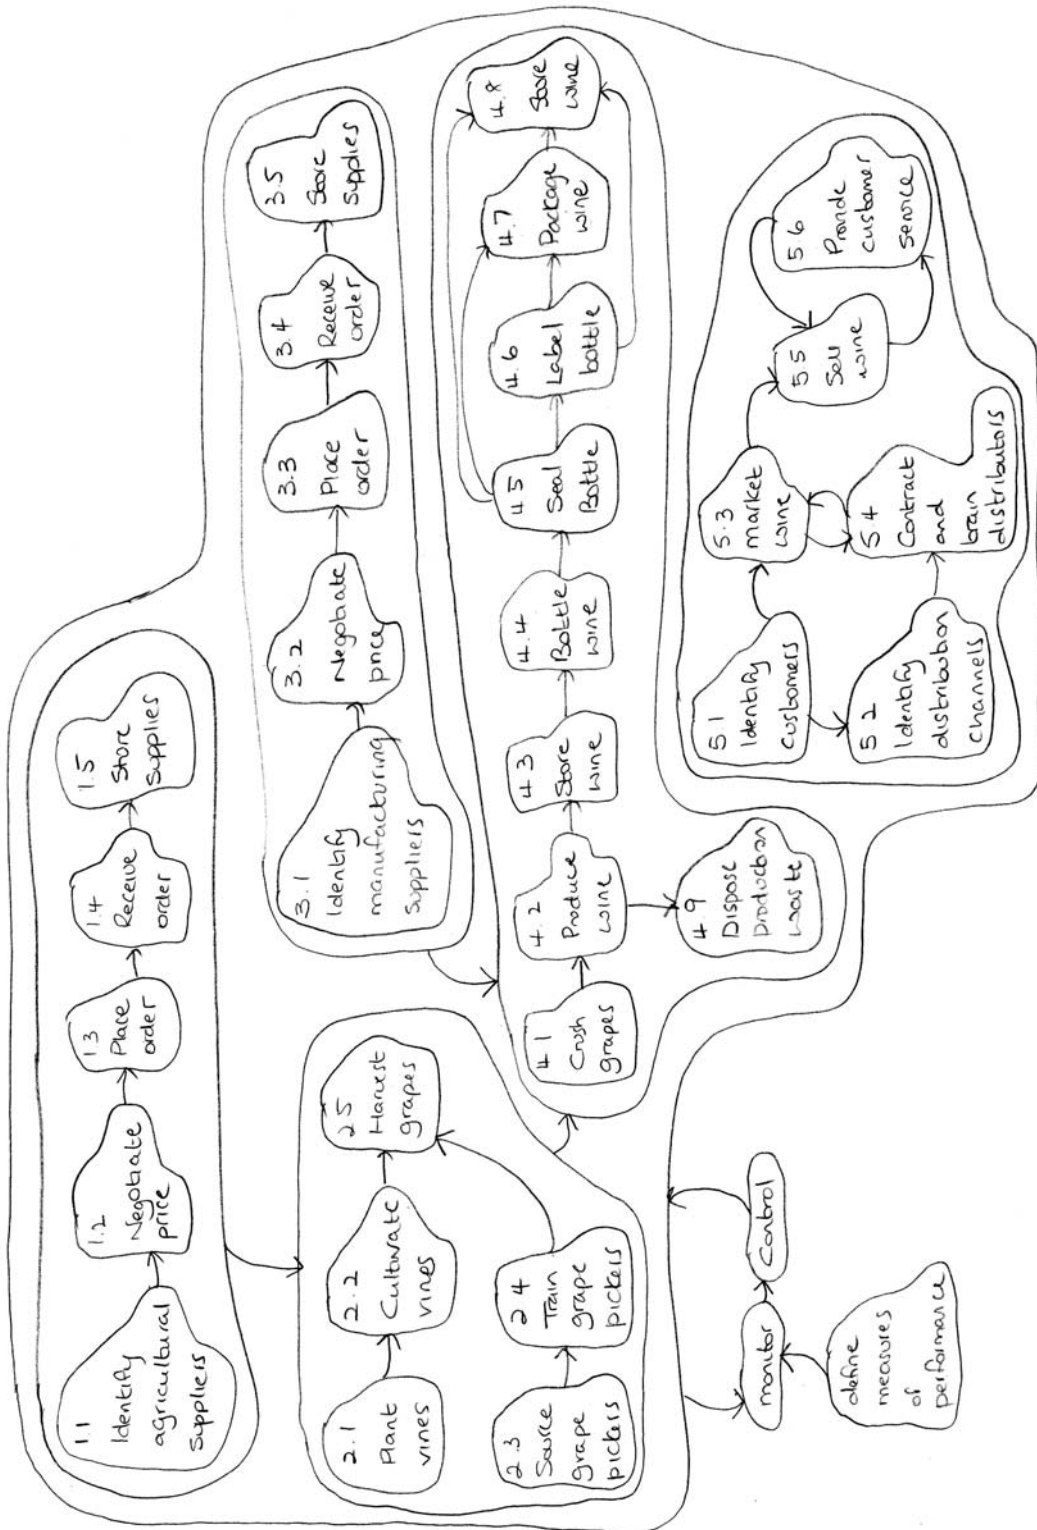 1.1
Identify
agricultural
suppliers
1.2
Negotiate
price
1.3
Place
order
1.4
Receive
order
1.5
Store
supplies
2.1
Plant
vines
2.2
Cultivate
vines
2.3
Source
grape
pickers
2.4
Train
grape
pickers
2.5
Harvest
grapes
3.1
Identify
manufacturing
suppliers
3.2
Negotiate
price
3.3
Place
order
3.4
Receive
order
3.5
Store
supplies
4.1
Crush
grapes
4.2
Produce
wine
4.3
Store
wine
4.4
Bottle
wine
4.5
Seal
Bottle
4.6
Label
bottle
4.7
Package
wine
4.8
Store
wine
4.9
Dispose
production
waste
5.1
Identify
customers
5.2
Identify
distribution
channels
5.3
market
wine
5.4
Contract
and
train
distributors
5.5
Sell
wine
5.6
Provide
customer
service
monitor
Control
define
measures
of
performance